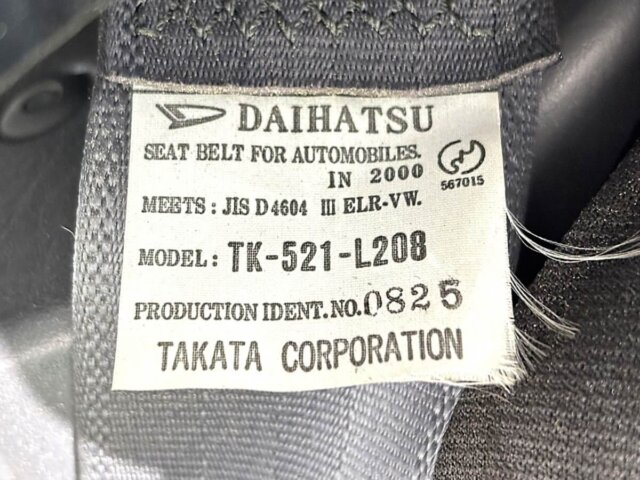 DAIHATSU
SEAT BELT FOR AUTOMOBILES.
IN 2000
567015
MEETS : JIS D 4604 III ELR-VW.
MODEL : TK-521-L208
PRODUCTION IDENT.NO.0825
TAKATA CORPORATION